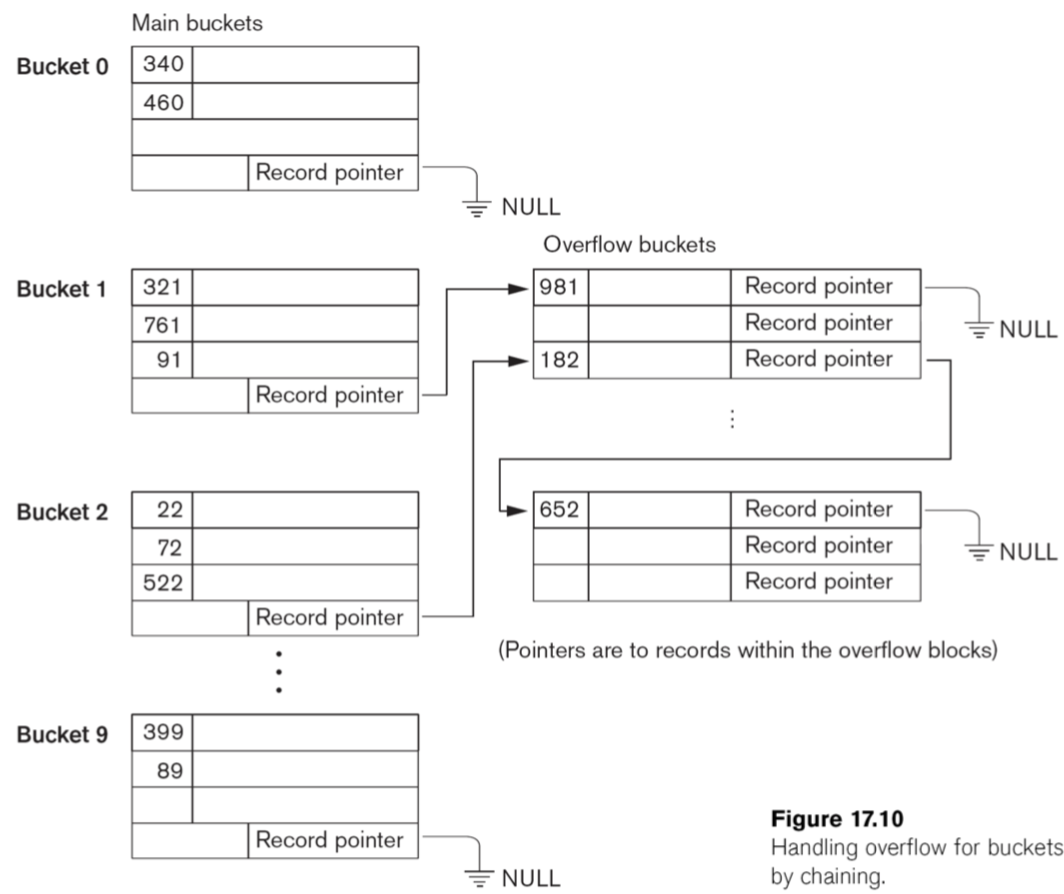 Main buckets
Bucket 0
340
460
Record pointer
NULL
Overflow buckets
Bucket 1
321
761
91
Record pointer
981 Record pointer
Record pointer
182 Record pointer
NULL
Bucket 2
22
72
522
Record pointer
652 Record pointer
Record pointer
Record pointer
NULL
(Pointers are to records within the overflow blocks)
Bucket 9
399
89
Record pointer
NULL
Figure 17.10
Handling overflow for buckets
by chaining.